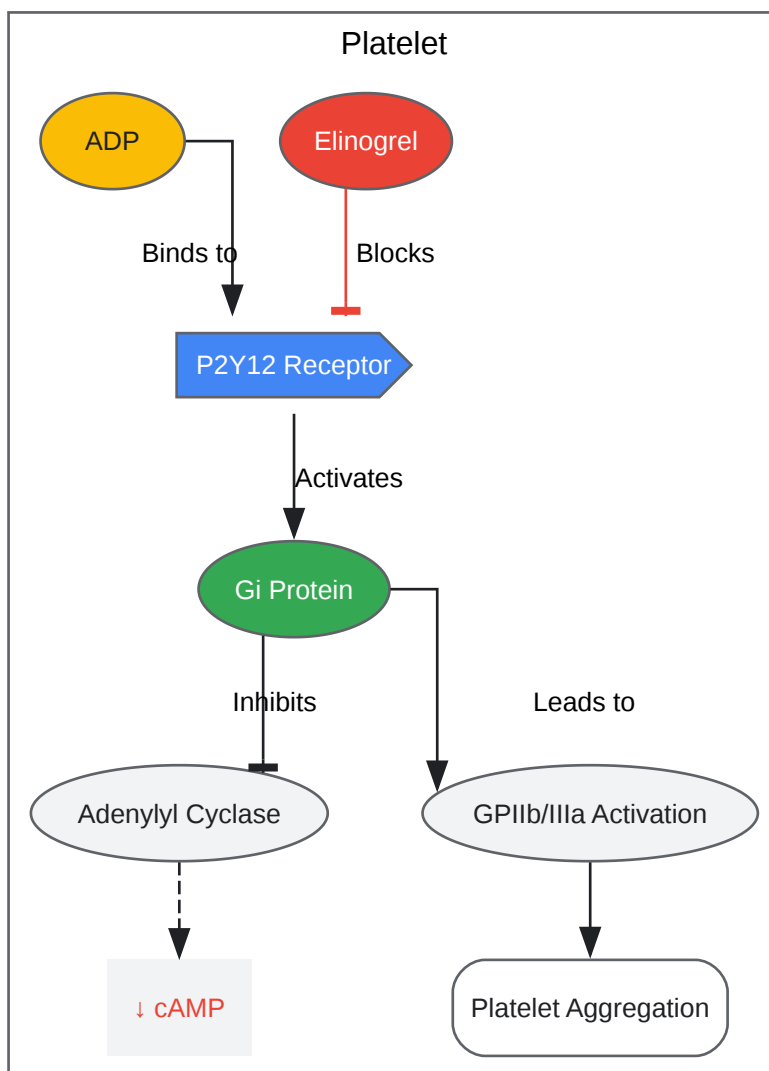 Platelet
ADP
Elinogrel
Binds to
Blocks
P2Y12 Receptor
Activates
Gi Protein
Inhibits
Leads to
Adenylyl Cyclase
GPIIb/IIIa Activation
↓ cAMP
Platelet Aggregation